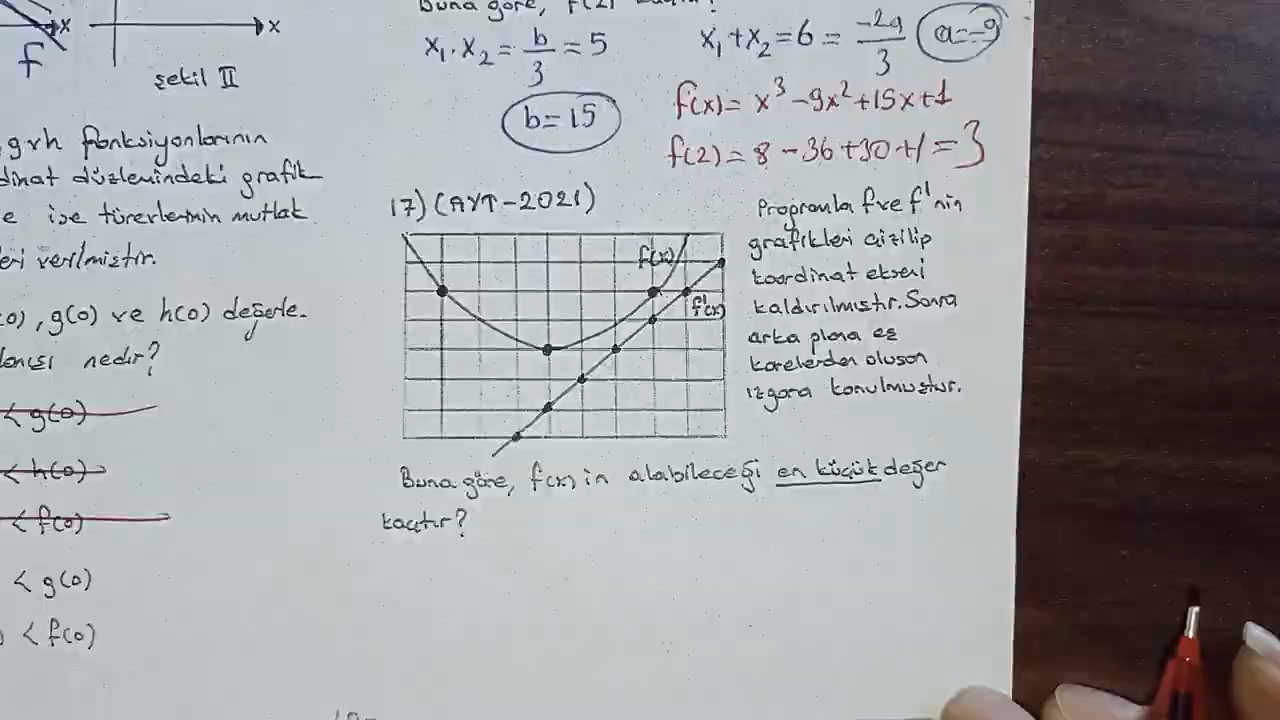 x
x
f
şekil II
g vh fonksiyonlarının
dinat düzlemindeki grafik
e ise türevlerinin mutlak
eri verilmiştir.
(0), g(0) ve h(0) değerle-
nedir?
< g(0)
< h(0)
< f(0)
< g(0)
< f(0)
Buna göre, f(2)
x₁.x₂ = b/3 = 5
x₁+x₂ = 6 = -2a/3
a=-9
b=15
f(x) = x³ -9x² +15x+1
f(2) = 8 -36+30+1 = 3
17) (AYT-2021)
f(x)
f'(x)
Programla f ve f' nin
grafikleri çizilip
koordinat ekseni
kaldırılmıştır. Sonra
arka plana eş
karelerden oluşan
ızgara konulmuştur.
Buna göre, f(x) in alabileceği en küçük değer
kaçtır?